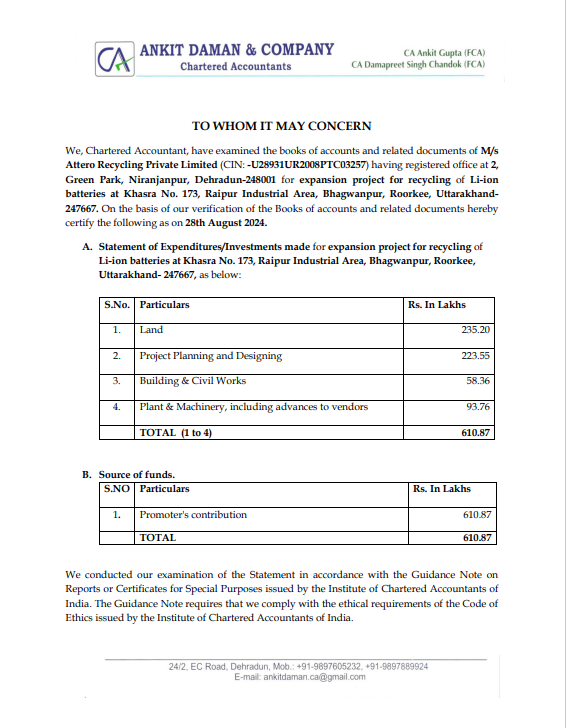 CA
ANKIT DAMAN & COMPANY
Chartered Accountants
CA Ankit Gupta (FCA)
CA Damapreet Singh Chandok (FCA)
TO WHOM IT MAY CONCERN
We, Chartered Accountant, have examined the books of accounts and related documents of M/s
Attero Recycling Private Limited (CIN: -U28931UR2008PTC03257) having registered office at 2,
Green Park, Niranjanpur, Dehradun-248001 for expansion project for recycling of Li-ion
batteries at Khasra No. 173, Raipur Industrial Area, Bhagwanpur, Roorkee, Uttarakhand-
247667. On the basis of our verification of the Books of accounts and related documents hereby
certify the following as on 28th August 2024.
A. Statement of Expenditures/Investments made for expansion project for recycling of
Li-ion batteries at Khasra No. 173, Raipur Industrial Area, Bhagwanpur, Roorkee,
Uttarakhand- 247667, as below:
S.No. Particulars Rs. In Lakhs
1. Land 235.20
2. Project Planning and Designing 223.55
3. Building & Civil Works 58.36
4. Plant & Machinery, including advances to vendors 93.76
TOTAL (1 to 4) 610.87
B. Source of funds.
S.NO Particulars Rs. In Lakhs
1. Promoter's contribution 610.87
TOTAL 610.87
We conducted our examination of the Statement in accordance with the Guidance Note on
Reports or Certificates for Special Purposes issued by the Institute of Chartered Accountants of
India. The Guidance Note requires that we comply with the ethical requirements of the Code of
Ethics issued by the Institute of Chartered Accountants of India.
24/2, EC Road, Dehradun, Mob.: +91-9897605232, +91-9897889924
E-mail: ankitdaman.ca@gmail.com